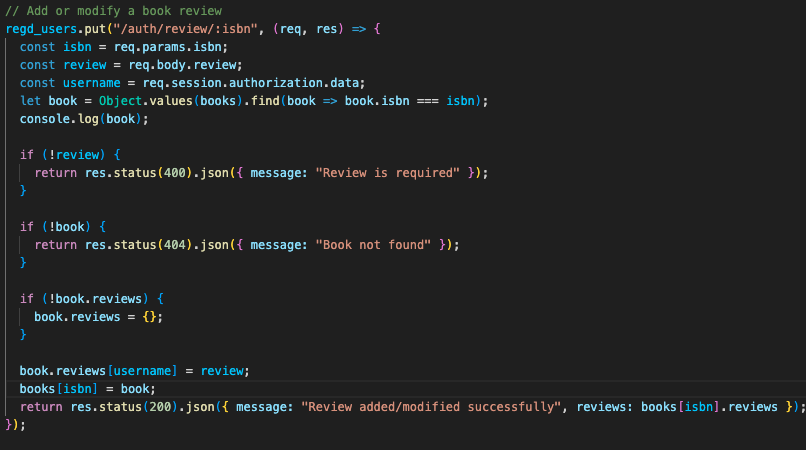 // Add or modify a book review
regd_users.put("/auth/review/:isbn", (req, res) => {
  const isbn = req.params.isbn;
  const review = req.body.review;
  const username = req.session.authorization.data;
  let book = Object.values(books).find(book => book.isbn === isbn);
  console.log(book);

  if (!review) {
    return res.status(400).json({ message: "Review is required" });
  }

  if (!book) {
    return res.status(404).json({ message: "Book not found" });
  }

  if (!book.reviews) {
    book.reviews = {};
  }

  book.reviews[username] = review;
  books[isbn] = book;
  return res.status(200).json({ message: "Review added/modified successfully", reviews: books[isbn].reviews });
});